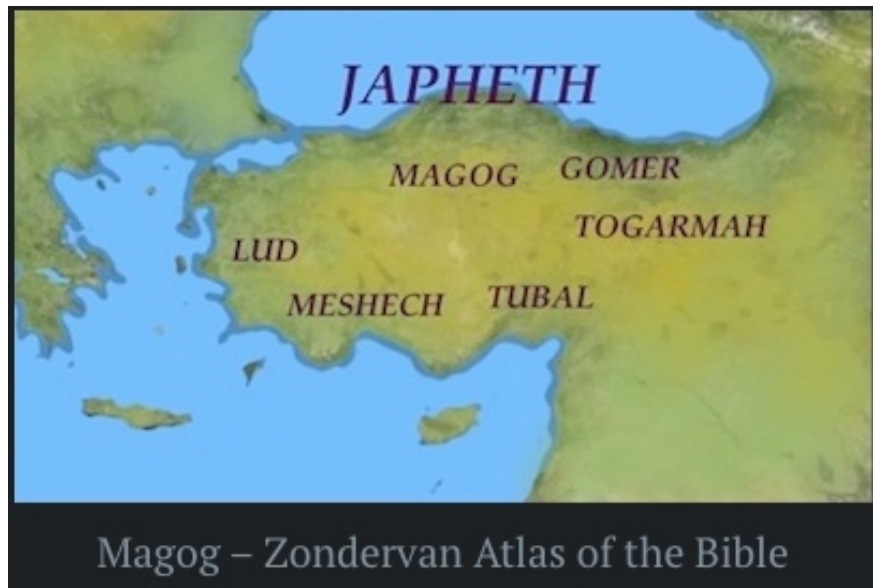 JAPHETH
MAGOG GOMER
TOGARMAH
LUD
MESHECH TUBAL
Magog – Zondervan Atlas of the Bible